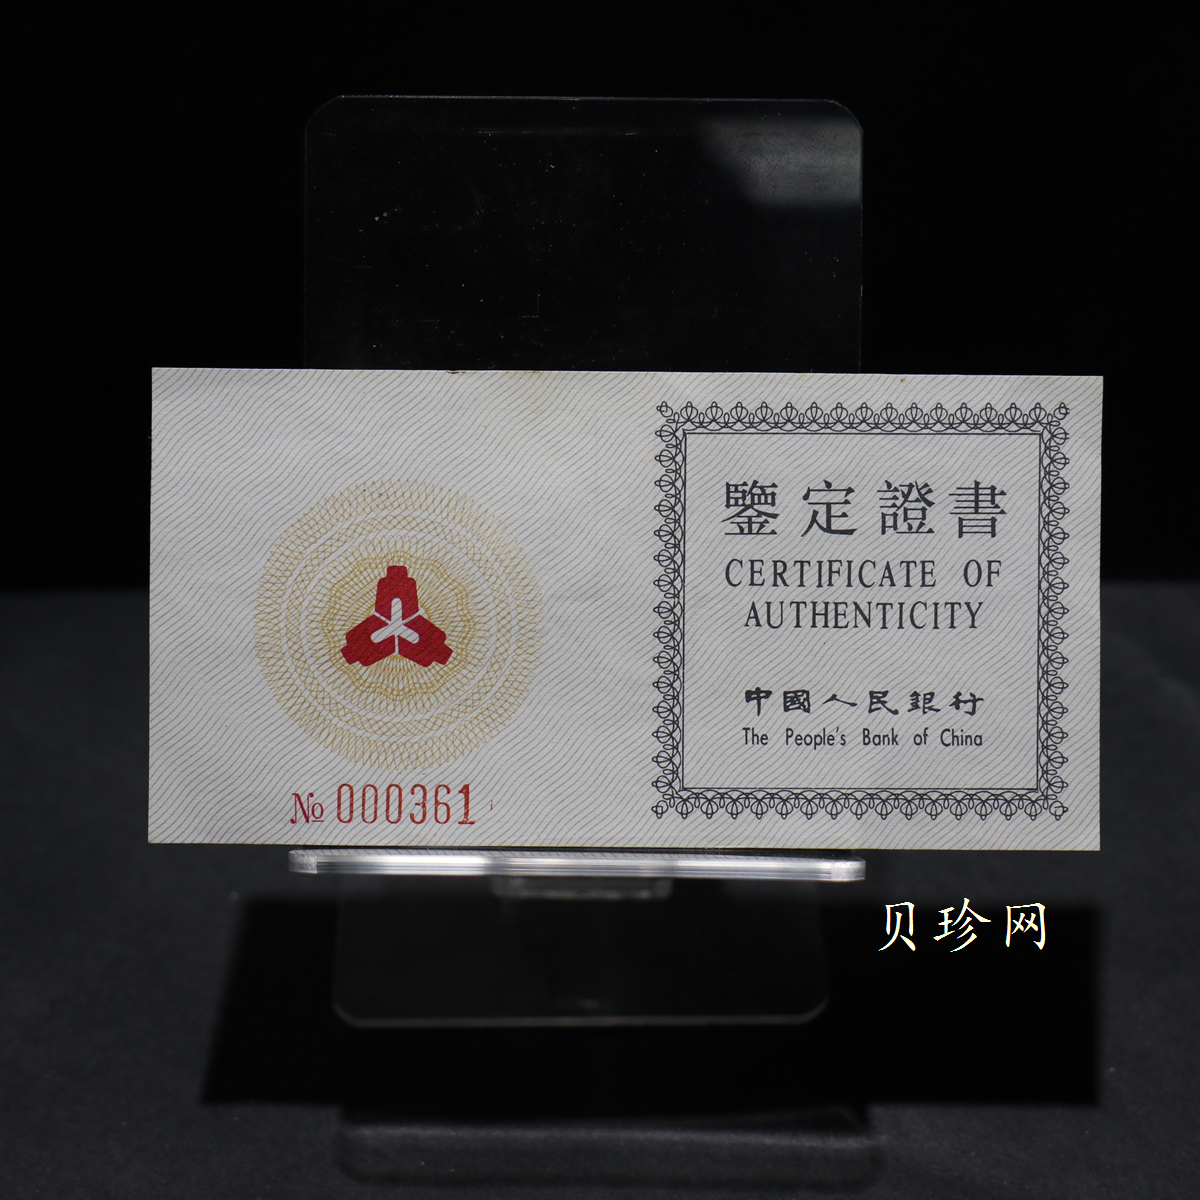 № 000361
鑒定證書
CERTIFICATE OF
AUTHENTICITY
中國人民銀行
The People's Bank of China
贝珍网